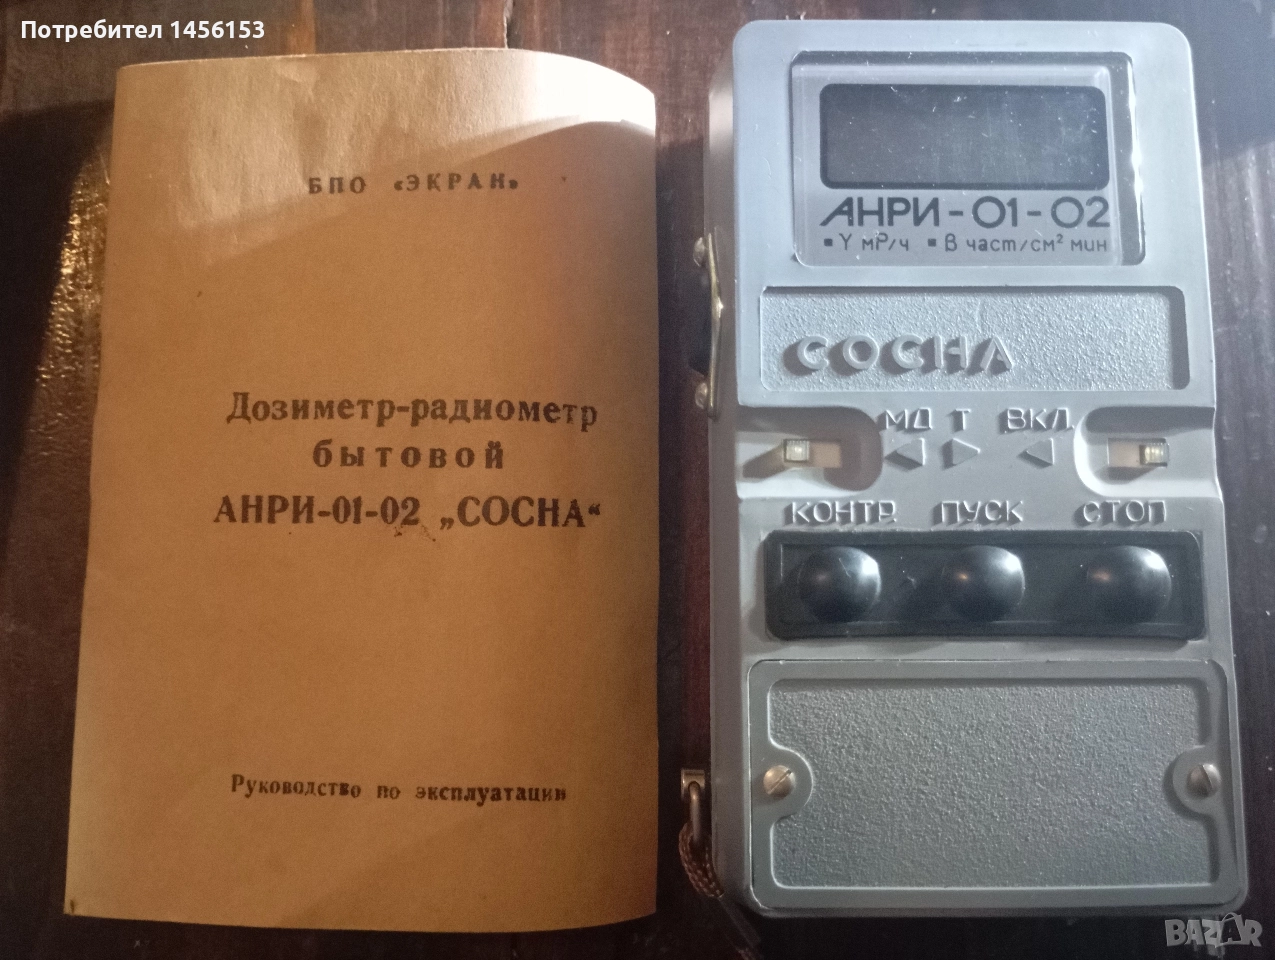 Потребител 1456153
БПО «ЭКРАН»
Дозиметр-радиометр
бытовой
АНРИ-01-02 „СОСНА“
Руководство по эксплуатации
АНРИ-01-02
▪ γ мР/ч ▪ β част/см² мин
СОСНА
МД Т ВКЛ.
КОНТР. ПУСК СТОП
BAZAR